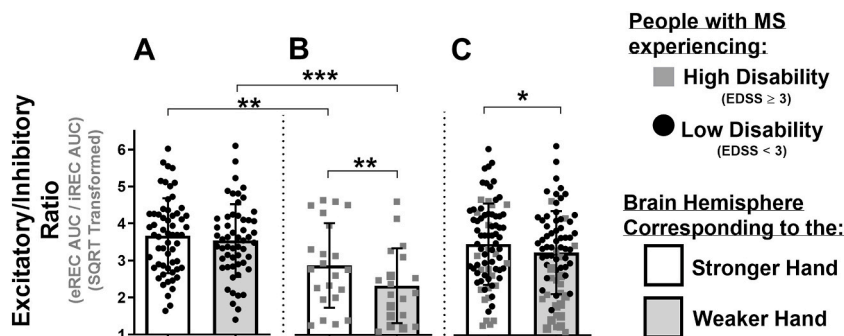 A
B
C
***
**
**
*
Excitatory/Inhibitory
Ratio
(eREC AUC / iREC AUC)
(SQRT Transformed)
6
5
4
3
2
1
People with MS
experiencing:
High Disability
(EDSS ≥ 3)
Low Disability
(EDSS < 3)
Brain Hemisphere
Corresponding to the:
Stronger Hand
Weaker Hand